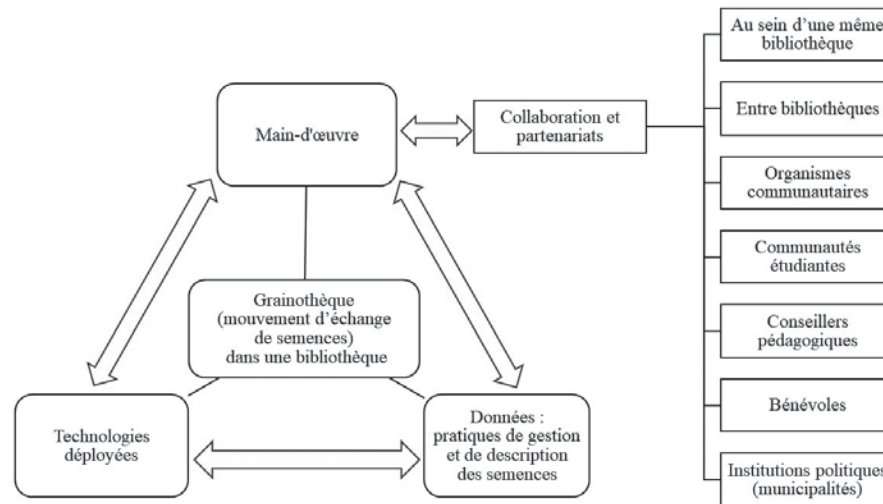 Main-d'œuvre
Collaboration et
partenariats
Au sein d’une même
bibliothèque
Entre bibliothèques
Organismes
communautaires
Communautés
étudiantes
Conseillers
pédagogiques
Bénévoles
Institutions politiques
(municipalités)
Grainothèque
(mouvement d’échange
de semences)
dans une bibliothèque
Technologies
déployées
Données :
pratiques de gestion
et de description
des semences